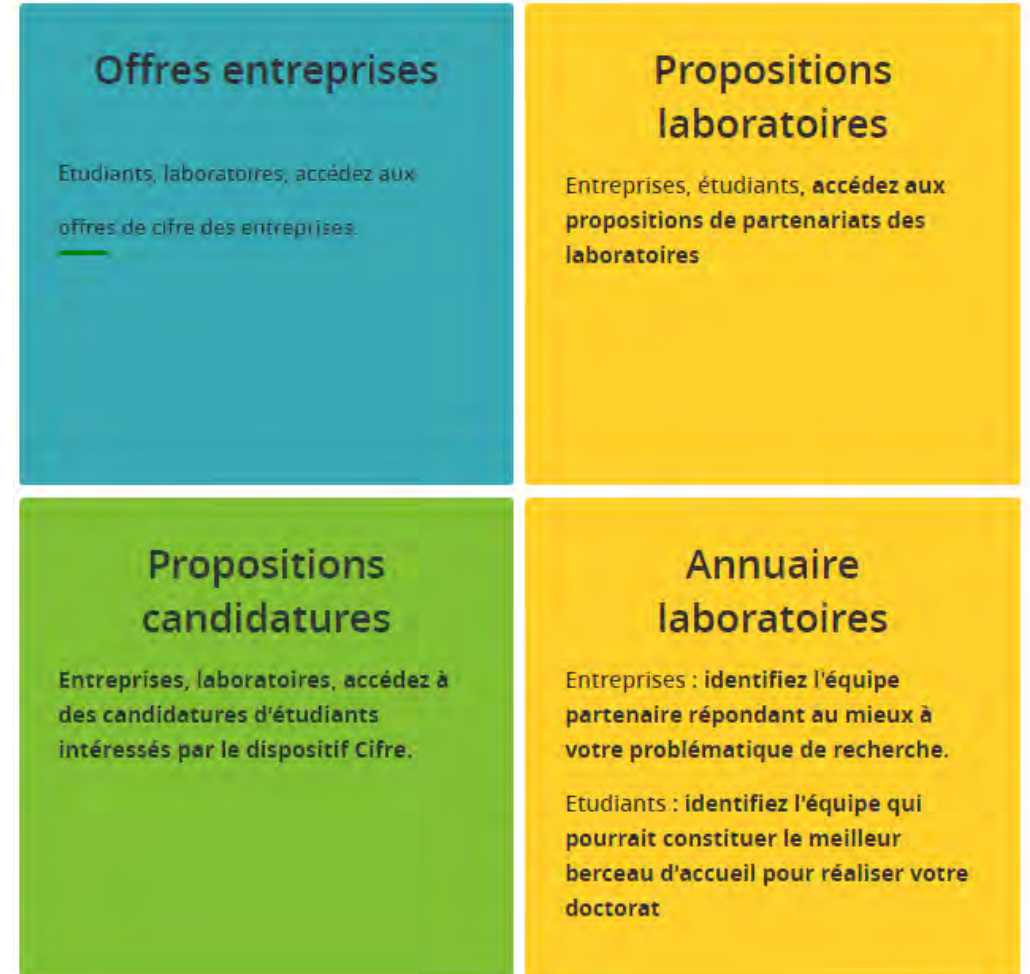 Offres entreprises
Etudiants, laboratoires, accédez aux
offres de cifre des entreprises.
Propositions
laboratoires
Entreprises, étudiants, accédez aux
propositions de partenariats des
laboratoires
Propositions
candidatures
Entreprises, laboratoires, accédez à
des candidatures d'étudiants
intéressés par le dispositif Cifre.
Annuaire
laboratoires
Entreprises : identifiez l'équipe
partenaire répondant au mieux à
votre problématique de recherche.
Etudiants : identifiez l'équipe qui
pourrait constituer le meilleur
berceau d'accueil pour réaliser votre
doctorat